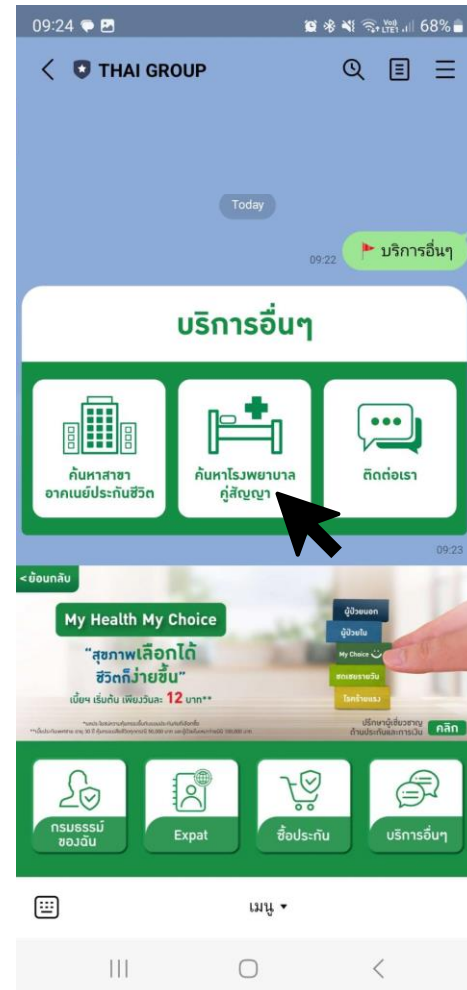 09:24
68%
THAI GROUP
Today
บริการอื่นๆ
09:22
บริการอื่นๆ
ค้นหาสาขา
อาคเนย์ประกันชีวิต
ค้นหาโรงพยาบาล
คู่สัญญา
ติดต่อเรา
09:23
<ย้อนกลับ
My Health My Choice
"สุขภาพเลือกได้
ชีวิตก็ง่ายขึ้น"
เบี้ยฯ เริ่มต้น เพียงวันละ 12 บาท**
ผู้ป่วยนอก
ผู้ป่วยใน
My Choice
ชดเชยรายวัน
โรคร้ายแรง
ปรึกษาผู้เชี่ยวชาญ
ด้านประกันและการเงิน
คลิก
กรมธรรม์
ของฉัน
Expat
ซื้อประกัน
บริการอื่นๆ
เมนู